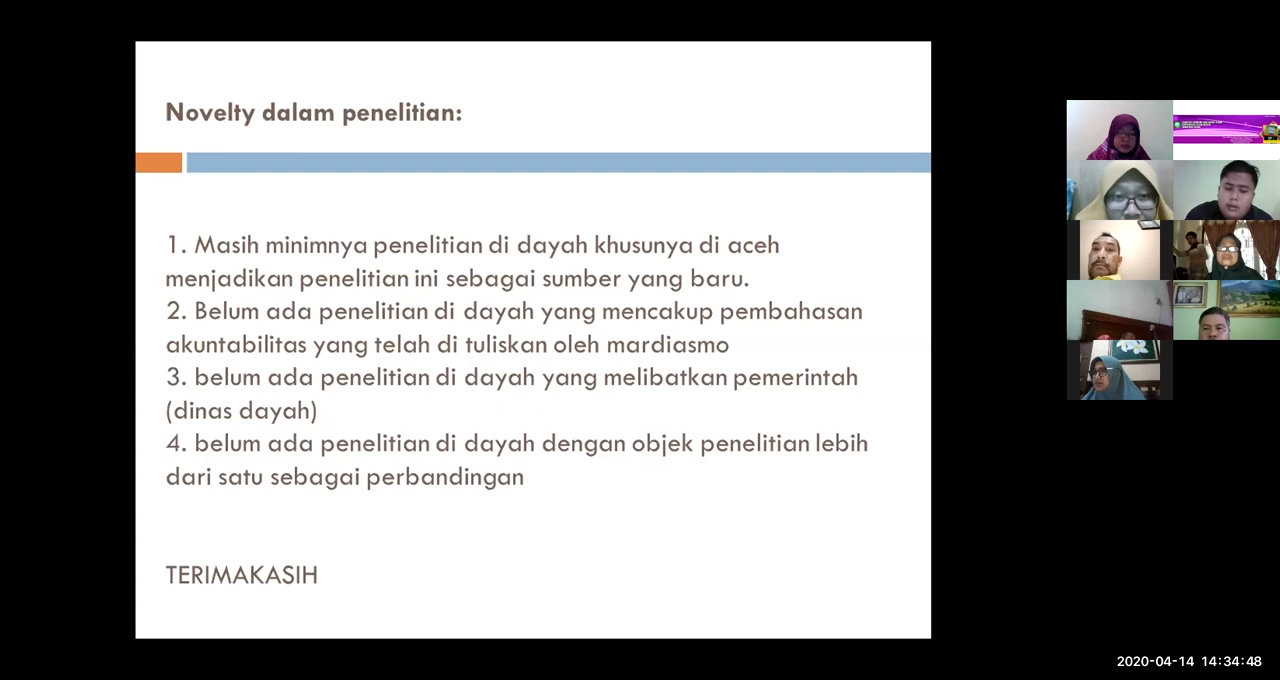 Novelty dalam penelitian:
1. Masih minimnya penelitian di dayah khusunya di aceh
menjadikan penelitian ini sebagai sumber yang baru.
2. Belum ada penelitian di dayah yang mencakup pembahasan
akuntabilitas yang telah di tuliskan oleh mardiasmo
3. belum ada penelitian di dayah yang melibatkan pemerintah
(dinas dayah)
4. belum ada penelitian di dayah dengan objek penelitian lebih
dari satu sebagai perbandingan
TERIMAKASIH
2020-04-14 14:34:48